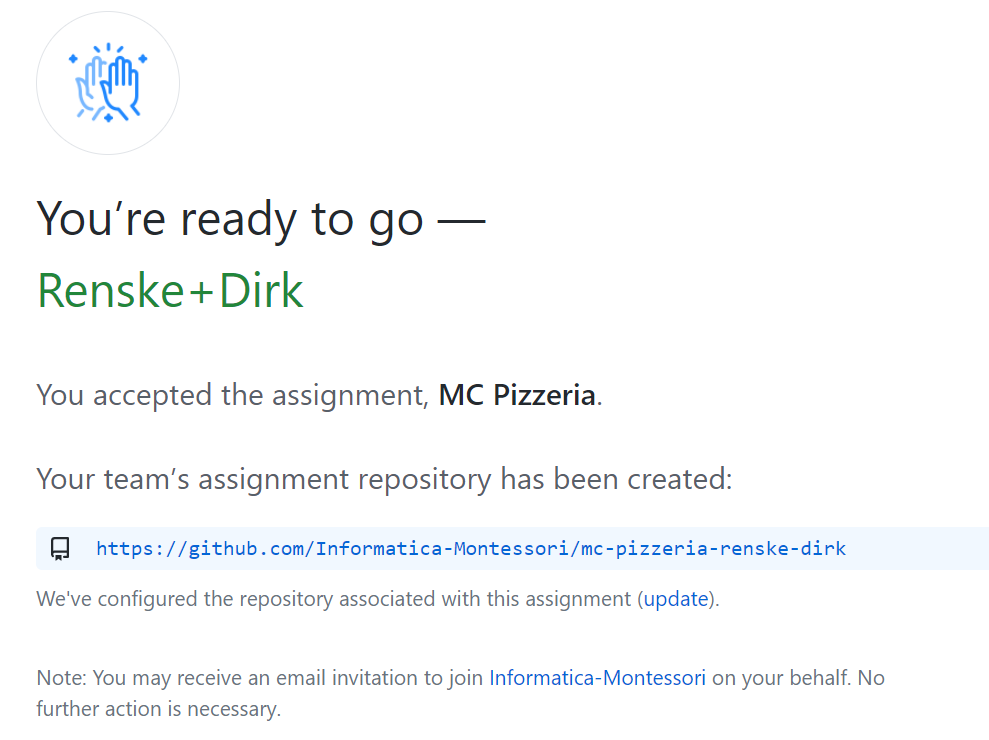 You’re ready to go —
Renske+Dirk
You accepted the assignment, MC Pizzeria.
Your team’s assignment repository has been created:
https://github.com/Informatica-Montessori/mc-pizzeria-renske-dirk
We've configured the repository associated with this assignment (update).
Note: You may receive an email invitation to join Informatica-Montessori on your behalf. No
further action is necessary.